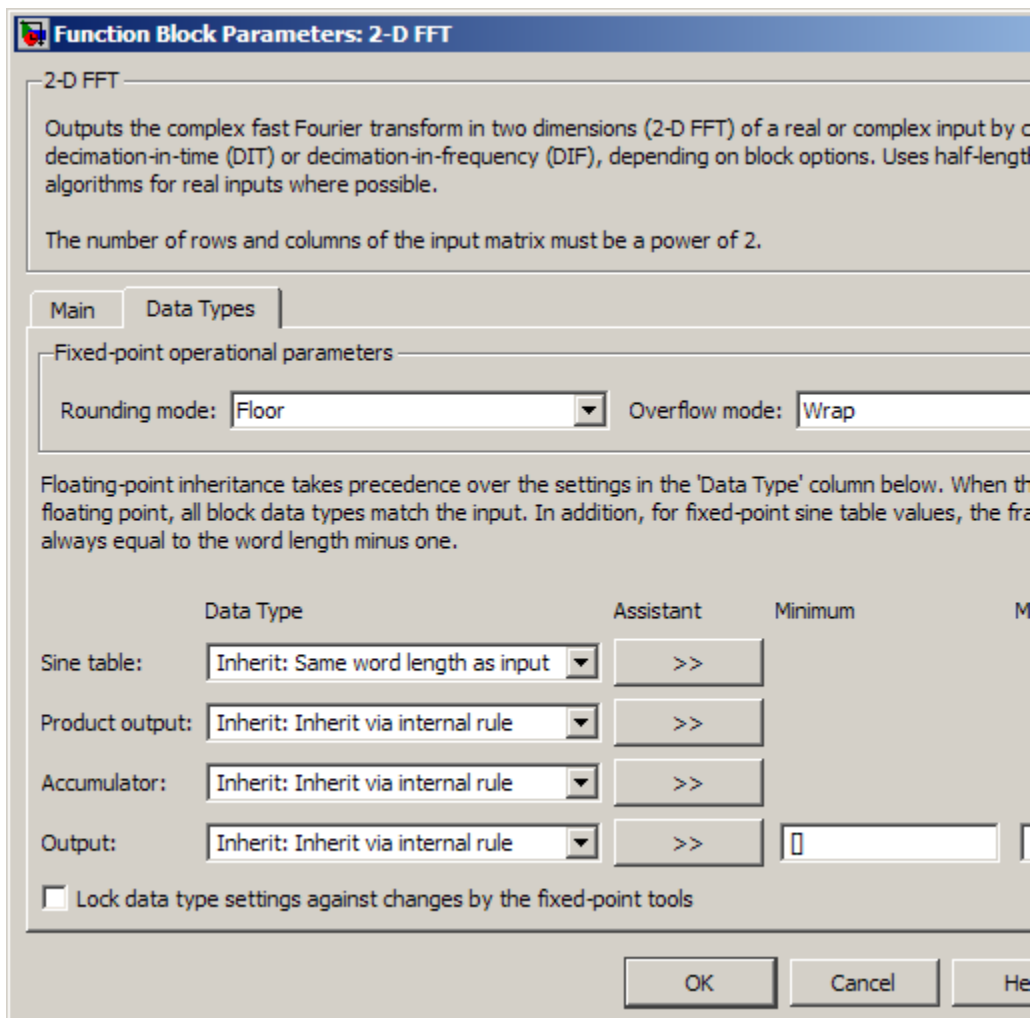 Function Block Parameters: 2-D FFT
2-D FFT
Outputs the complex fast Fourier transform in two dimensions (2-D FFT) of a real or complex input by
decimation-in-time (DIT) or decimation-in-frequency (DIF), depending on block options. Uses half-length
algorithms for real inputs where possible.
The number of rows and columns of the input matrix must be a power of 2.
Main Data Types
Fixed-point operational parameters
Rounding mode: Floor Overflow mode: Wrap
Floating-point inheritance takes precedence over the settings in the 'Data Type' column below. When
floating point, all block data types match the input. In addition, for fixed-point sine table values, the
always equal to the word length minus one.
Data Type Assistant Minimum
Sine table: Inherit: Same word length as input >>
Product output: Inherit: Inherit via internal rule >>
Accumulator: Inherit: Inherit via internal rule >>
Output: Inherit: Inherit via internal rule >> []
Lock data type settings against changes by the fixed-point tools
OK Cancel